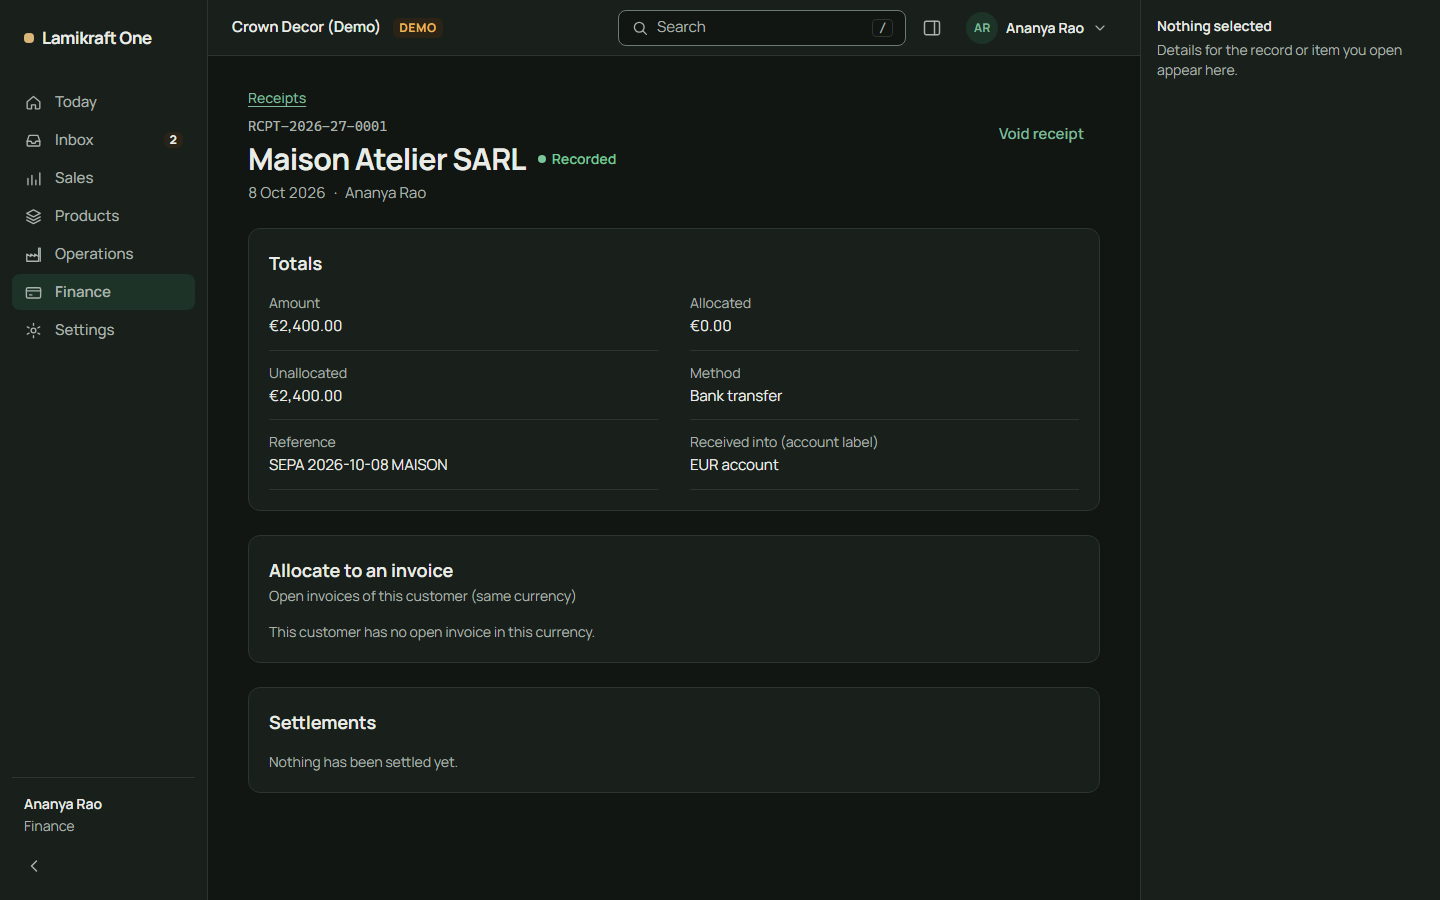 Lamikraft One
Today
Inbox 2
Sales
Products
Operations
Finance
Settings
Ananya Rao
Finance
Crown Decor (Demo) DEMO
Search /
AR Ananya Rao
Receipts
RCPT-2026-27-0001
Maison Atelier SARL Recorded
8 Oct 2026 · Ananya Rao
Void receipt
Totals
Amount
€2,400.00
Allocated
€0.00
Unallocated
€2,400.00
Method
Bank transfer
Reference
SEPA 2026-10-08 MAISON
Received into (account label)
EUR account
Allocate to an invoice
Open invoices of this customer (same currency)
This customer has no open invoice in this currency.
Settlements
Nothing has been settled yet.
Nothing selected
Details for the record or item you open
appear here.